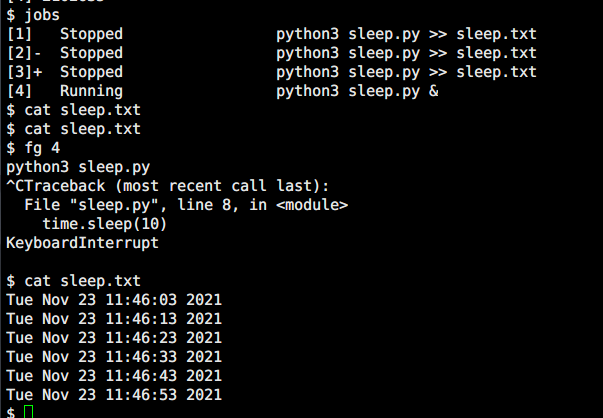 $ jobs
[1]   Stopped                 python3 sleep.py >> sleep.txt
[2]-  Stopped                 python3 sleep.py >> sleep.txt
[3]+  Stopped                 python3 sleep.py >> sleep.txt
[4]   Running                 python3 sleep.py &
$ cat sleep.txt
$ cat sleep.txt
$ fg 4
python3 sleep.py
^CTraceback (most recent call last):
  File "sleep.py", line 8, in <module>
    time.sleep(10)
KeyboardInterrupt

$ cat sleep.txt
Tue Nov 23 11:46:03 2021
Tue Nov 23 11:46:13 2021
Tue Nov 23 11:46:23 2021
Tue Nov 23 11:46:33 2021
Tue Nov 23 11:46:43 2021
Tue Nov 23 11:46:53 2021
$